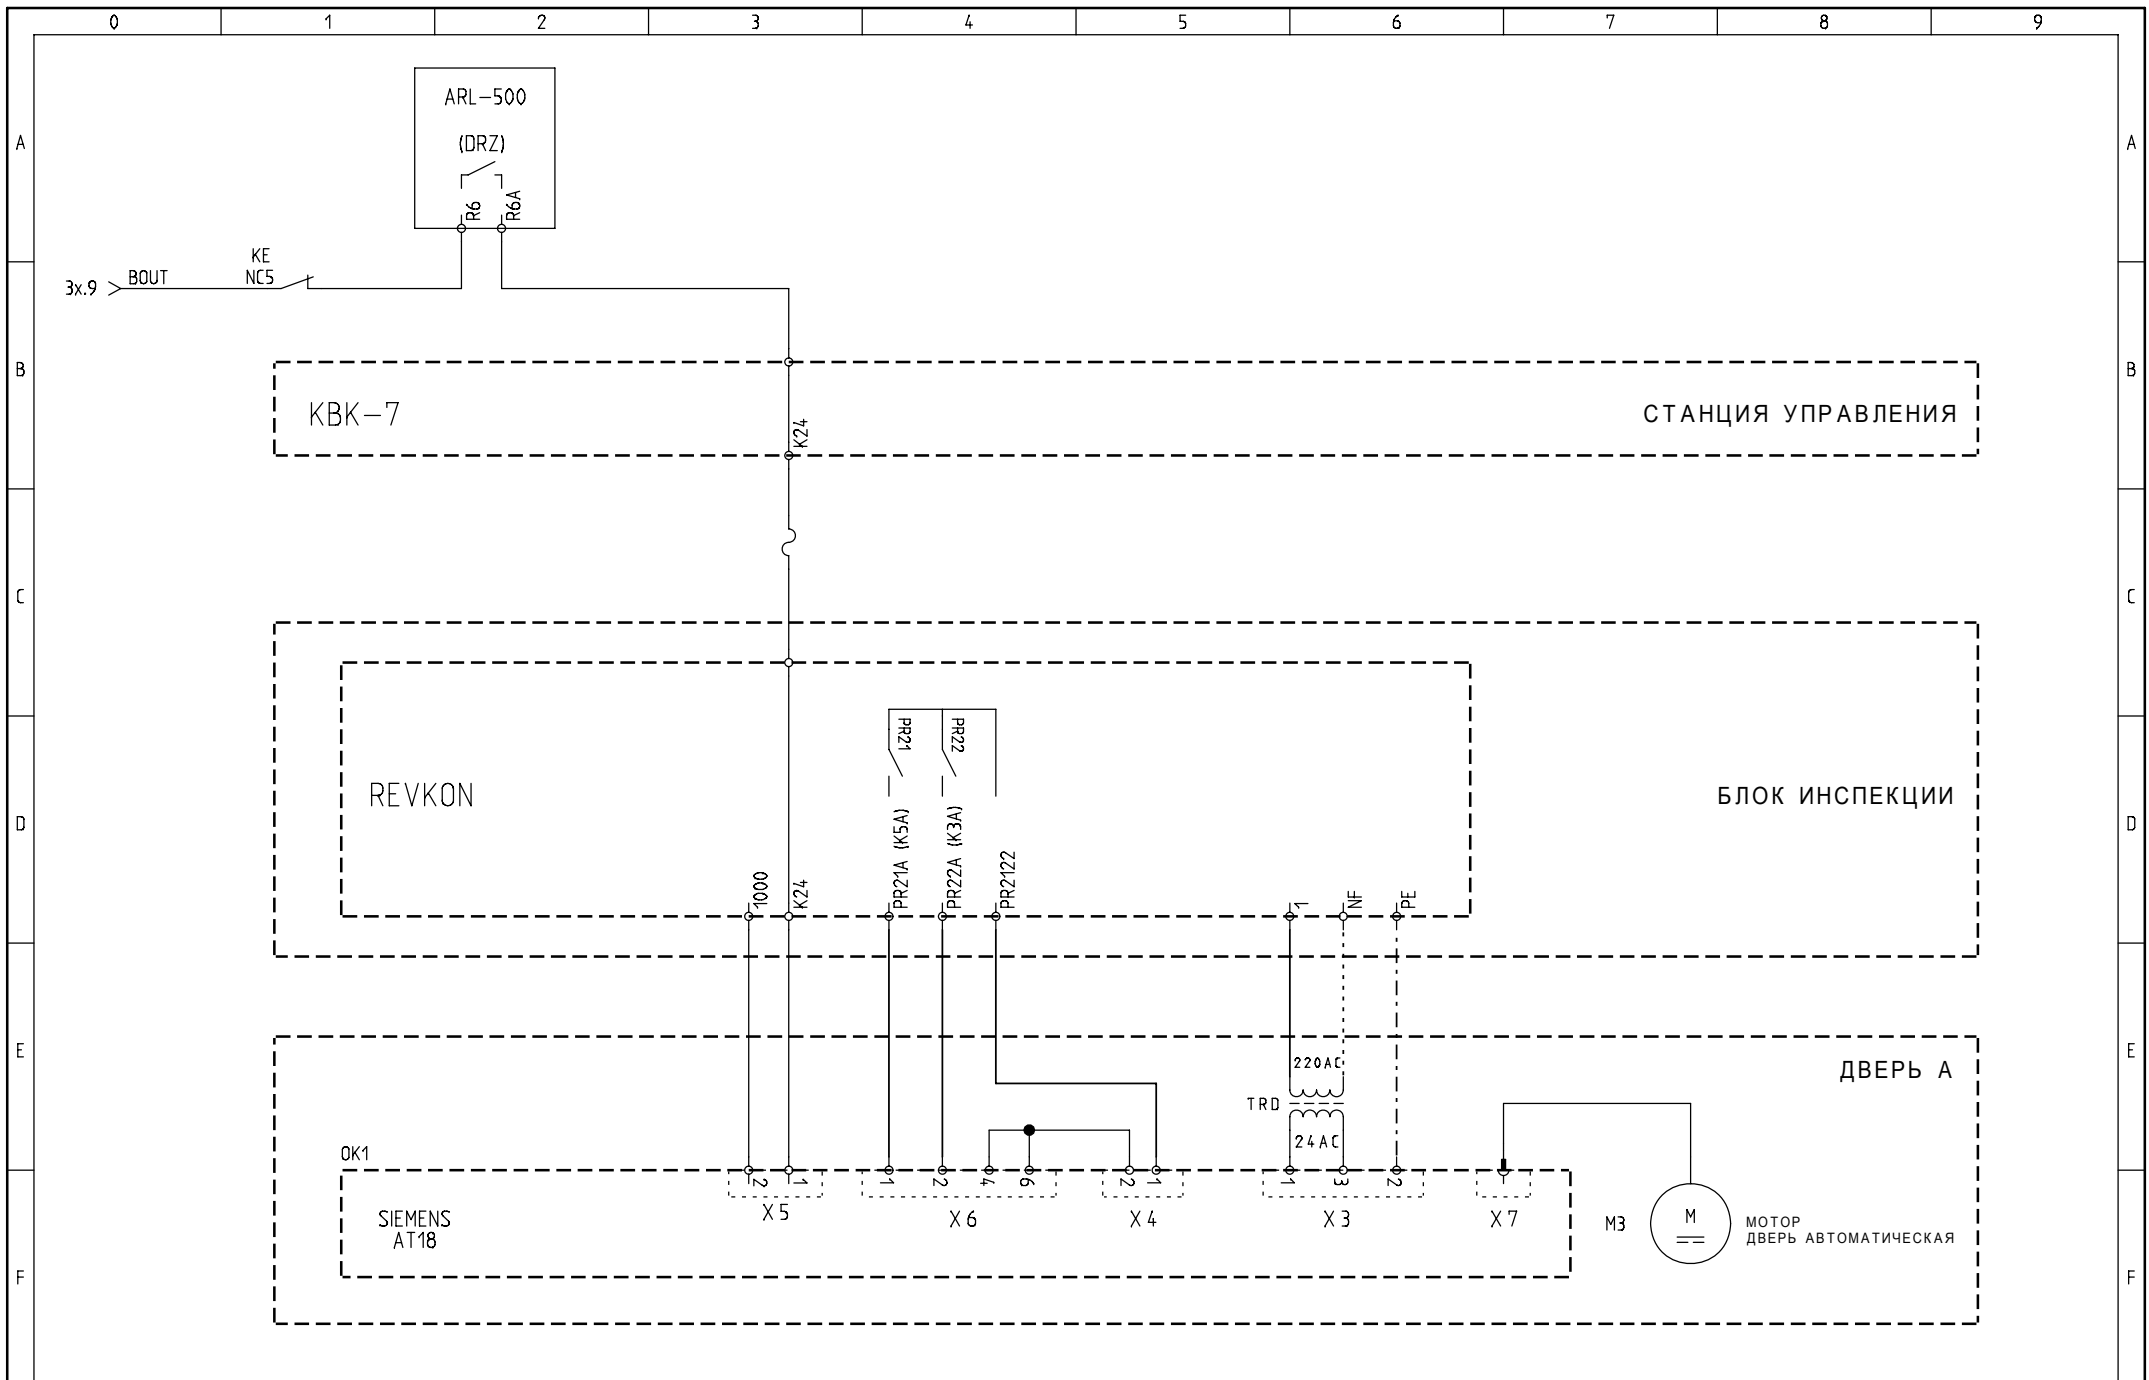 0 1 2 3 4 5 6 7 8 9
ARL-500
A A
(DRZ)
R6 R6A
KE
3x.9 BOUT NC5
B B
KBK-7 СТАНЦИЯ УПРАВЛЕНИЯ
K24
C C
PR21 PR22
REVKON БЛОК ИНСПЕКЦИИ
D D
1000 K24 PR21A (K5A) PR22A (K3A) PR2122 1 NF PE
E E
220AC ДВЕРЬ А
TRD
24AC
OK1
2 1 1 2 4 6 2 1 1 3 2
X5 X6 X4 X3 X7
SIEMENS
AT18
M3 M МОТОР
ДВЕРЬ АВТОМАТИЧЕСКАЯ
F F